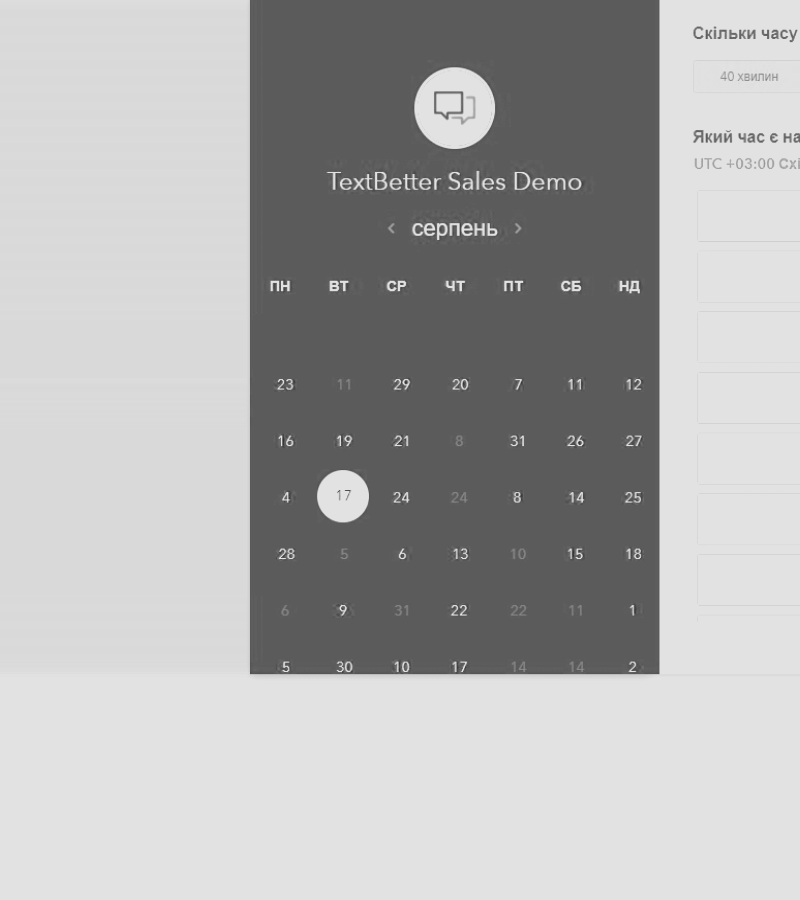 TextBetter Sales Demo
‹ серпень ›
ПН ВТ СР ЧТ ПТ СБ НД
23 11 29 20 7 11 12
16 19 21 8 31 26 27
4 17 24 24 8 14 25
28 5 6 13 10 15 18
6 9 31 22 22 11 1
5 30 10 17 14 14 2
Скільки часу
40 хвилин
Який час є на
UTC +03:00 Схі